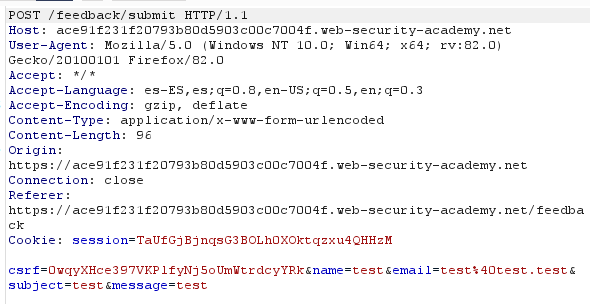 POST /feedback/submit HTTP/1.1
Host: ace91f231f20793b80d5903c00c7004f.web-security-academy.net
User-Agent: Mozilla/5.0 (Windows NT 10.0; Win64; x64; rv:82.0)
Gecko/20100101 Firefox/82.0
Accept: */*
Accept-Language: es-ES,es;q=0.8,en-US;q=0.5,en;q=0.3
Accept-Encoding: gzip, deflate
Content-Type: application/x-www-form-urlencoded
Content-Length: 96
Origin:
https://ace91f231f20793b80d5903c00c7004f.web-security-academy.net
Connection: close
Referer:
https://ace91f231f20793b80d5903c00c7004f.web-security-academy.net/feedba
ck
Cookie: session=TaUfGjBjnqsG3BOLhOXOktqzxu4QHHzM
csrf=OwqyXHce397VKPlfyNj5oUmWtrdcyYRk&name=test&email=test%40test.test&
subject=test&message=test